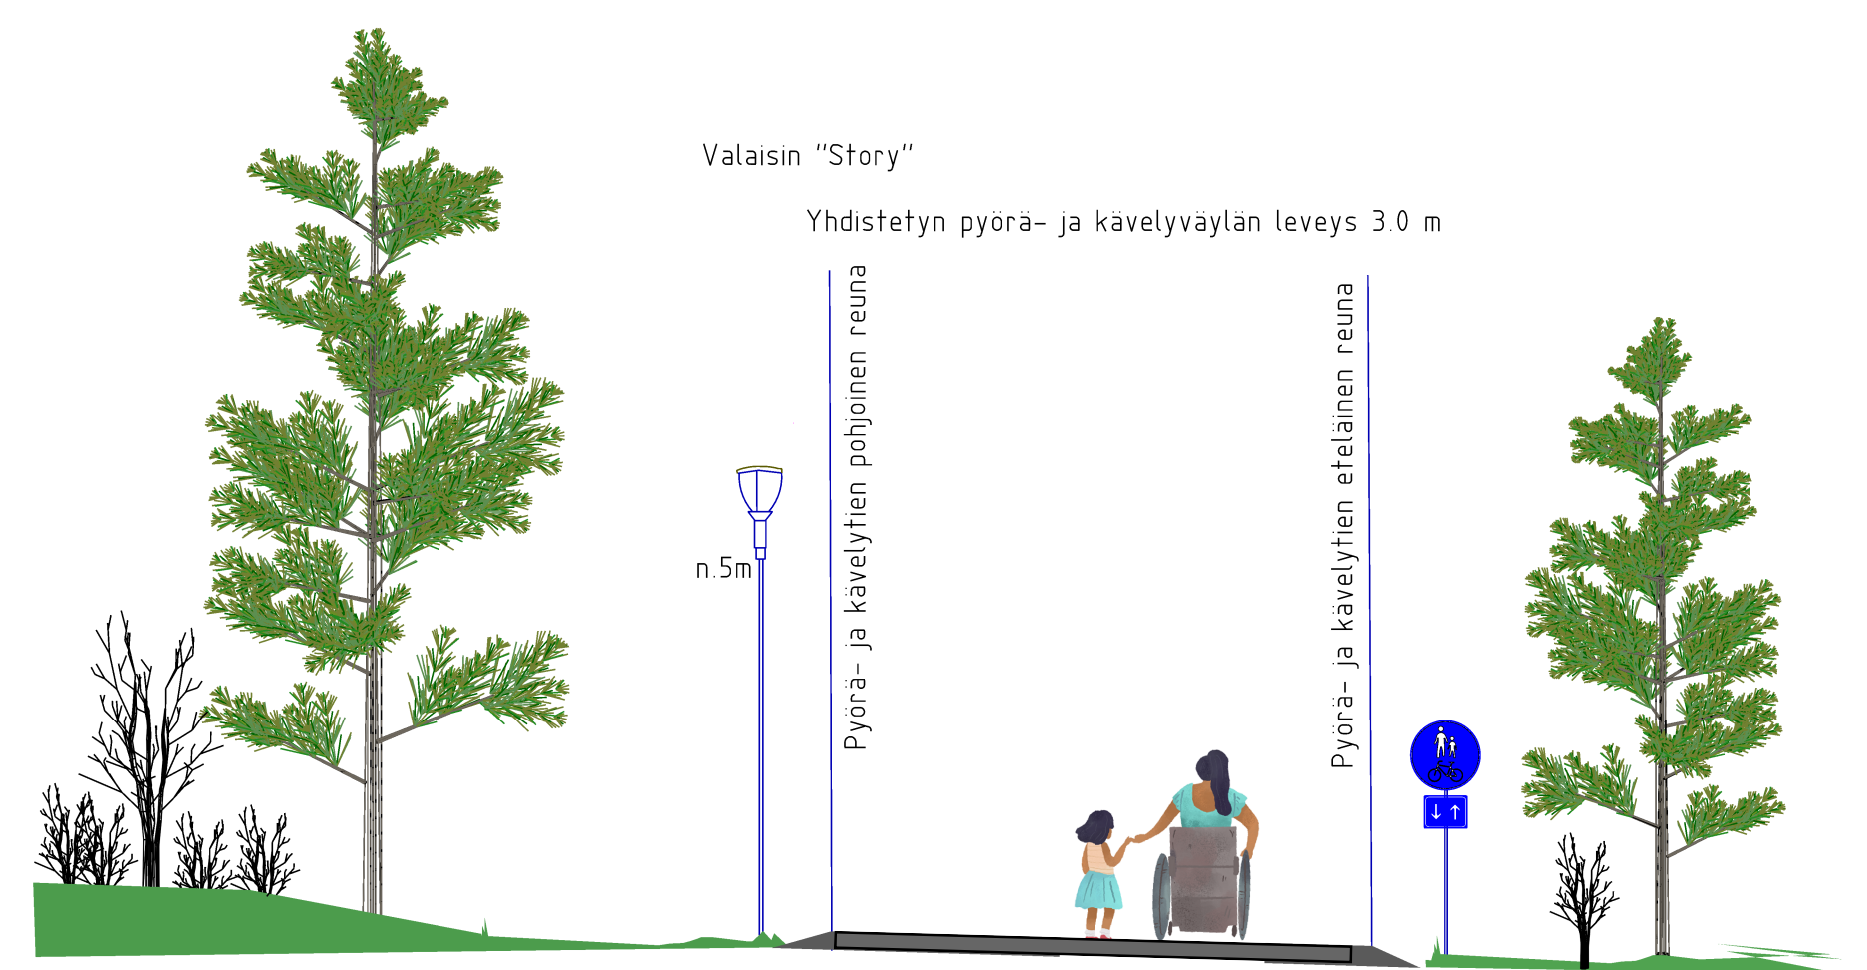 Valaisin "Story"
Yhdistetyn pyörä- ja kävelyväylän leveys 3.0 m
Pyörä- ja kävelytien pohjoinen reuna
Pyörä- ja kävelytien eteläinen reuna
n.5m